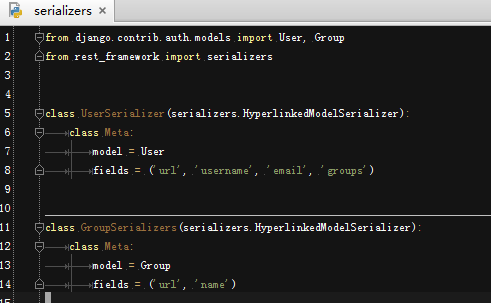 serializers ×
1 from django.contrib.auth.models import User, Group
2 from rest_framework import serializers
3
4
5 class UserSerializer(serializers.HyperlinkedModelSerializer):
6 class Meta:
7 model = User
8 fields = ('url', 'username', 'email', 'groups')
9
10
11 class GroupSerializers(serializers.HyperlinkedModelSerializer):
12 class Meta:
13 model = Group
14 fields = ('url', 'name')
15